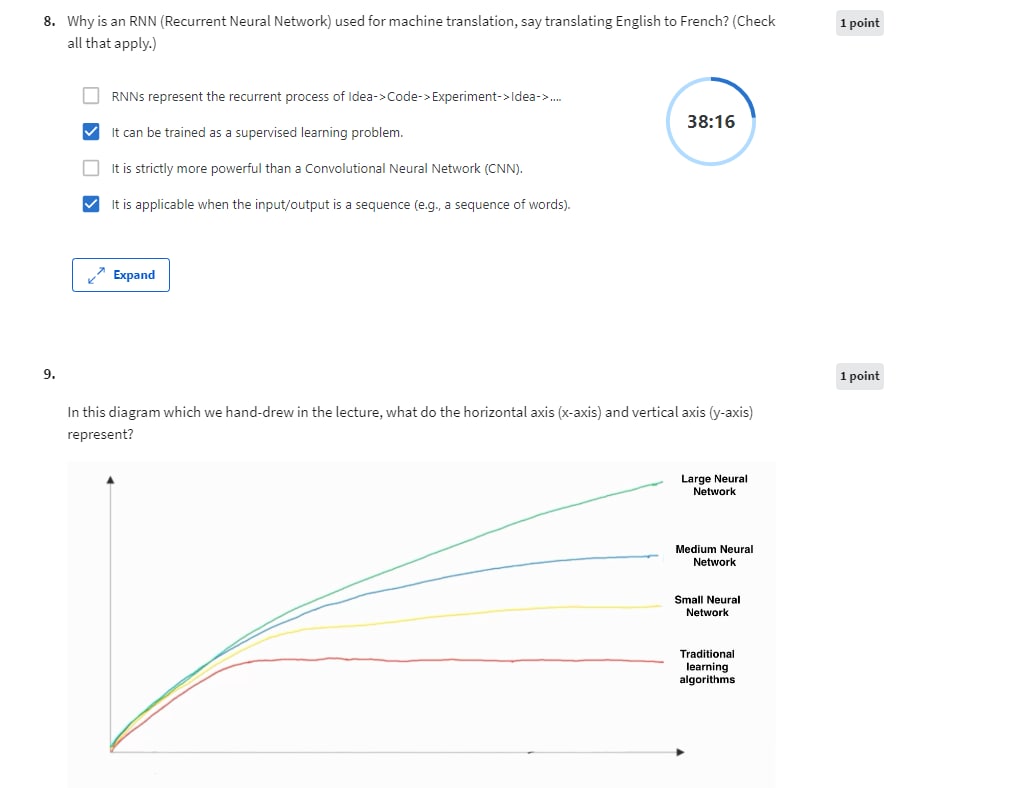 8. Why is an RNN (Recurrent Neural Network) used for machine translation, say translating English to French? (Check
all that apply.)
1 point
RNNs represent the recurrent process of Idea->Code->Experiment->Idea->....
It can be trained as a supervised learning problem.
38:16
It is strictly more powerful than a Convolutional Neural Network (CNN).
It is applicable when the input/output is a sequence (e.g., a sequence of words).
Expand
9.
1 point
In this diagram which we hand-drew in the lecture, what do the horizontal axis (x-axis) and vertical axis (y-axis)
represent?
Large Neural
Network
Medium Neural
Network
Small Neural
Network
Traditional
learning
algorithms